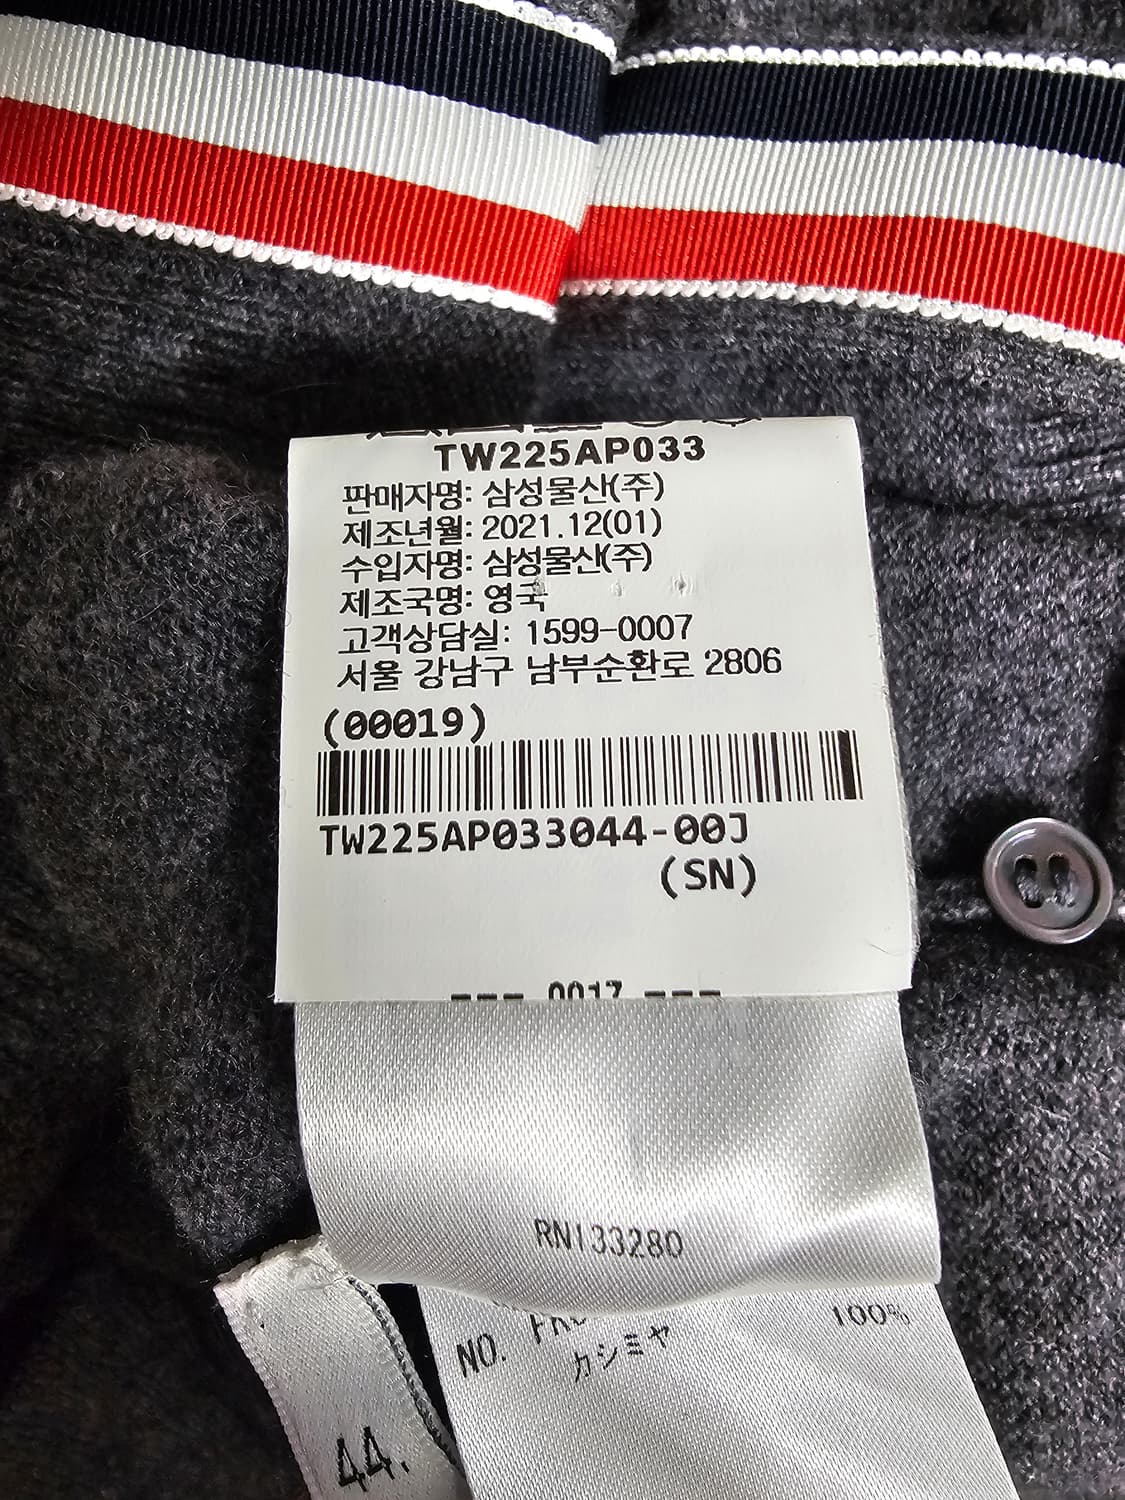 TW225AP033
판매자명: 삼성물산(주)
제조년월: 2021.12(01)
수입자명: 삼성물산(주)
제조국명: 영국
고객상담실: 1599-0007
서울 강남구 남부순환로 2806
(00019)
TW225AP033044-00J
(SN)
--- 0017 ---
RN133280
NO.
100%
カシミヤ
44.